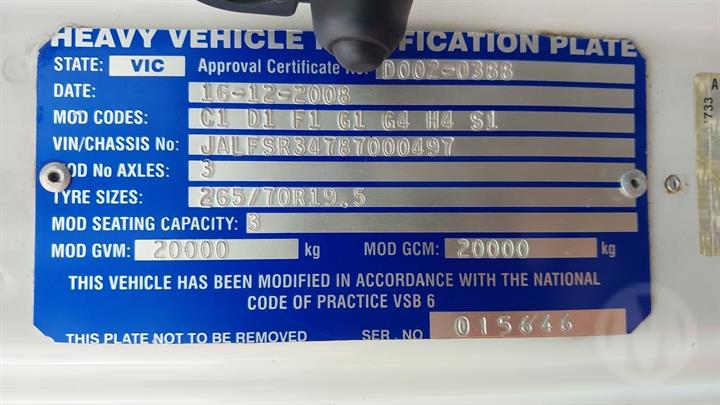 HEAVY VEHICLE MODIFICATION PLATE
STATE: VIC Approval Certificate No: D002-0388
DATE: 16-12-2008
MOD CODES: C1 D1 F1 G1 G4 H4 S1
VIN/CHASSIS No: JALFSR34787000497
MOD No AXLES: 3
TYRE SIZES: 265/70R19.5
MOD SEATING CAPACITY: 3
MOD GVM: 20000 kg MOD GCM: 20000 kg
THIS VEHICLE HAS BEEN MODIFIED IN ACCORDANCE WITH THE NATIONAL
CODE OF PRACTICE VSB 6
THIS PLATE NOT TO BE REMOVED SER. NO 015646
A